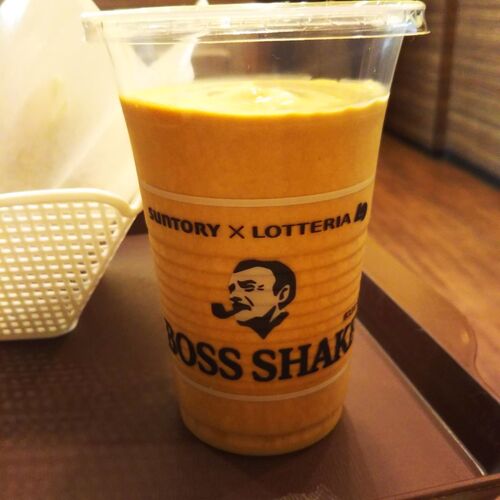 SUNTORY × LOTTERIA
BOSS SHAKE